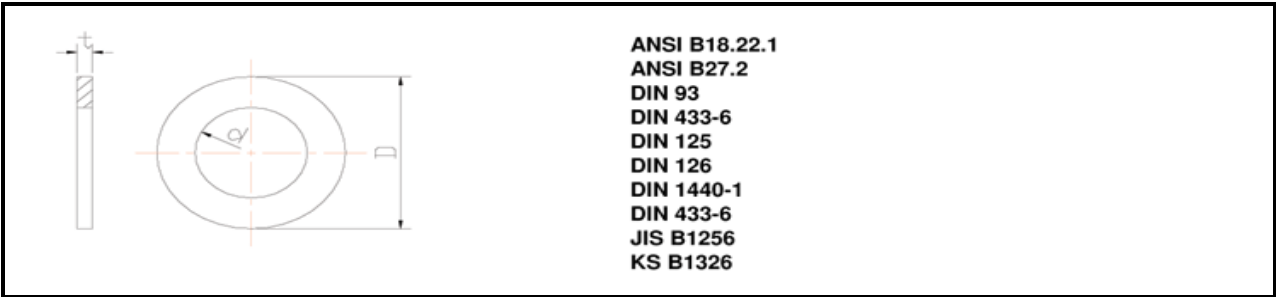 t
d
D
ANSI B18.22.1
ANSI B27.2
DIN 93
DIN 433-6
DIN 125
DIN 126
DIN 1440-1
DIN 433-6
JIS B1256
KS B1326